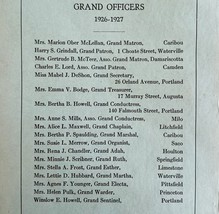 GRAND OFFICERS
1926-1927
Mrs. Marion Ober McLellan, Grand Matron, Caribou
Harry S. Grindall, Grand Patron, 1 Choate Street, Waterville
Mrs. Gertrude B. McTeer, Asso. Grand Matron, Damariscotta
Charles E. Lord, Asso. Grand Patron, Camden
Miss Mabel J. DeShon, Grand Secretary,
26 Orland Avenue, Portland
Mrs. Emma V. Bodge, Grand Treasurer,
17 Murray Street, Augusta
Mrs. Bertha B. Howell, Grand Conductress,
140 Falmouth Street, Portland
Mrs. Anne S. Mills, Asso. Grand Conductress, Milo
Mrs. Alice L. Maxwell, Grand Chaplain, Litchfield
Mrs. Bertha F. Spaulding, Grand Marshal, Caribou
Mrs. Susie L. Merrow, Grand Organist, Saco
Mrs. Rena J. Chandler, Grand Adah, Houlton
Mrs. Minnie J. Scribner, Grand Ruth, Springfield
Mrs. Stella A. Frost, Grand Esther, Limestone
Mrs. Lettie D. Hubbard, Grand Martha, Waterville
Mrs. Agnes P. Younger, Grand Electa, Pittsfield
Mrs. Helen Pulk, Grand Warder, Princeton
Winslow E. Howell, Grand Sentinel, Portland